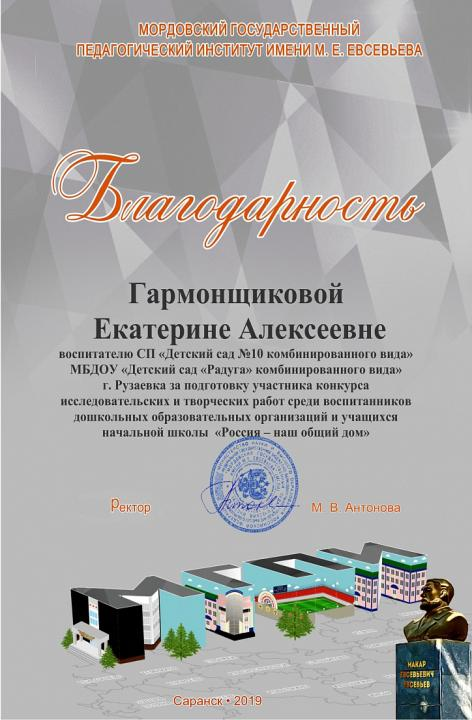 МОРДОВСКИЙ ГОСУДАРСТВЕННЫЙ
ПЕДАГОГИЧЕСКИЙ ИНСТИТУТ ИМЕНИ М. Е. ЕВСЕВЬЕВА
Благодарность
Гармонщиковой
Екатерине Алексеевне
воспитателю СП «Детский сад №10 комбинированного вида»
МБДОУ «Детский сад «Радуга» комбинированного вида»
г. Рузаевка за подготовку участника конкурса
исследовательских и творческих работ среди воспитанников
дошкольных образовательных организаций и учащихся
начальной школы «Россия – наш общий дом»
Ректор
М. В. Антонова
МАКАР
ЕВСЕВЬЕВИЧ
ЕВСЕВЬЕВ
Саранск • 2019